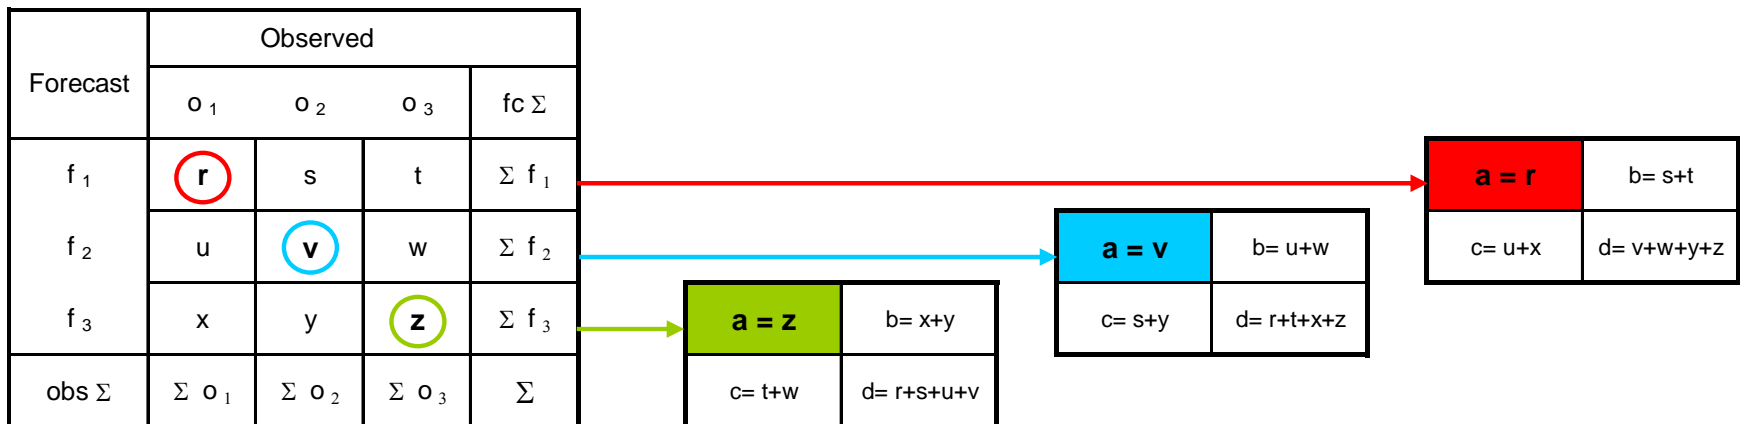 Observed
Forecast
o 1 o 2 o 3 fc Σ
f 1 r s t Σ f 1
f 2 u v w Σ f 2
f 3 x y z Σ f 3
obs Σ Σ o 1 Σ o 2 Σ o 3 Σ
a = z b= x+y
c= t+w d= r+s+u+v
a = v b= u+w
c= s+y d= r+t+x+z
a = r b= s+t
c= u+x d= v+w+y+z